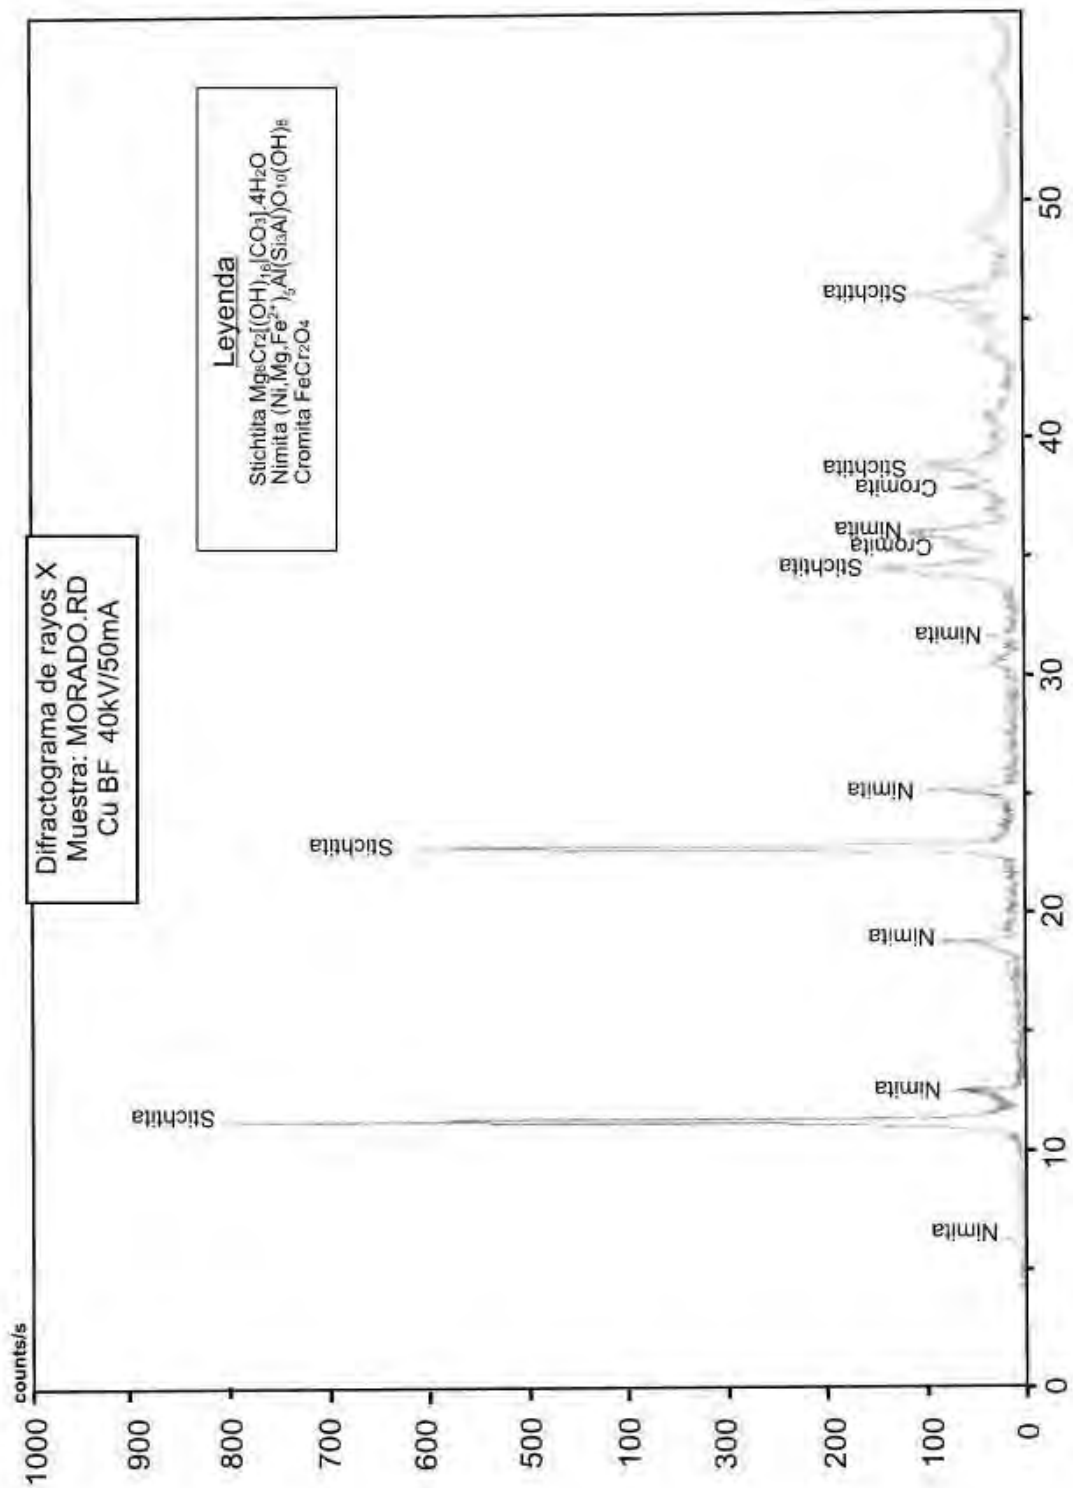 counts/s
Difractograma de rayos X
Muestra: MORADO.RD
Cu BF 40kV/50mA
Leyenda
Stichtita Mg₆Cr₂[(OH)₁₆|CO₃].4H₂O
Nimita (Ni,Mg,Fe²⁺)₅Al(Si₃Al)O₁₀(OH)₈
Cromita FeCr₂O₄
1000
900
800
700
600
500
400
300
200
100
0
Nimita
Stichtita
Nimita
Nimita
Stichtita
Nimita
Nimita
Stichtita
Cromita
Nimita
Cromita
Stichtita
Stichtita
0
10
20
30
40
50